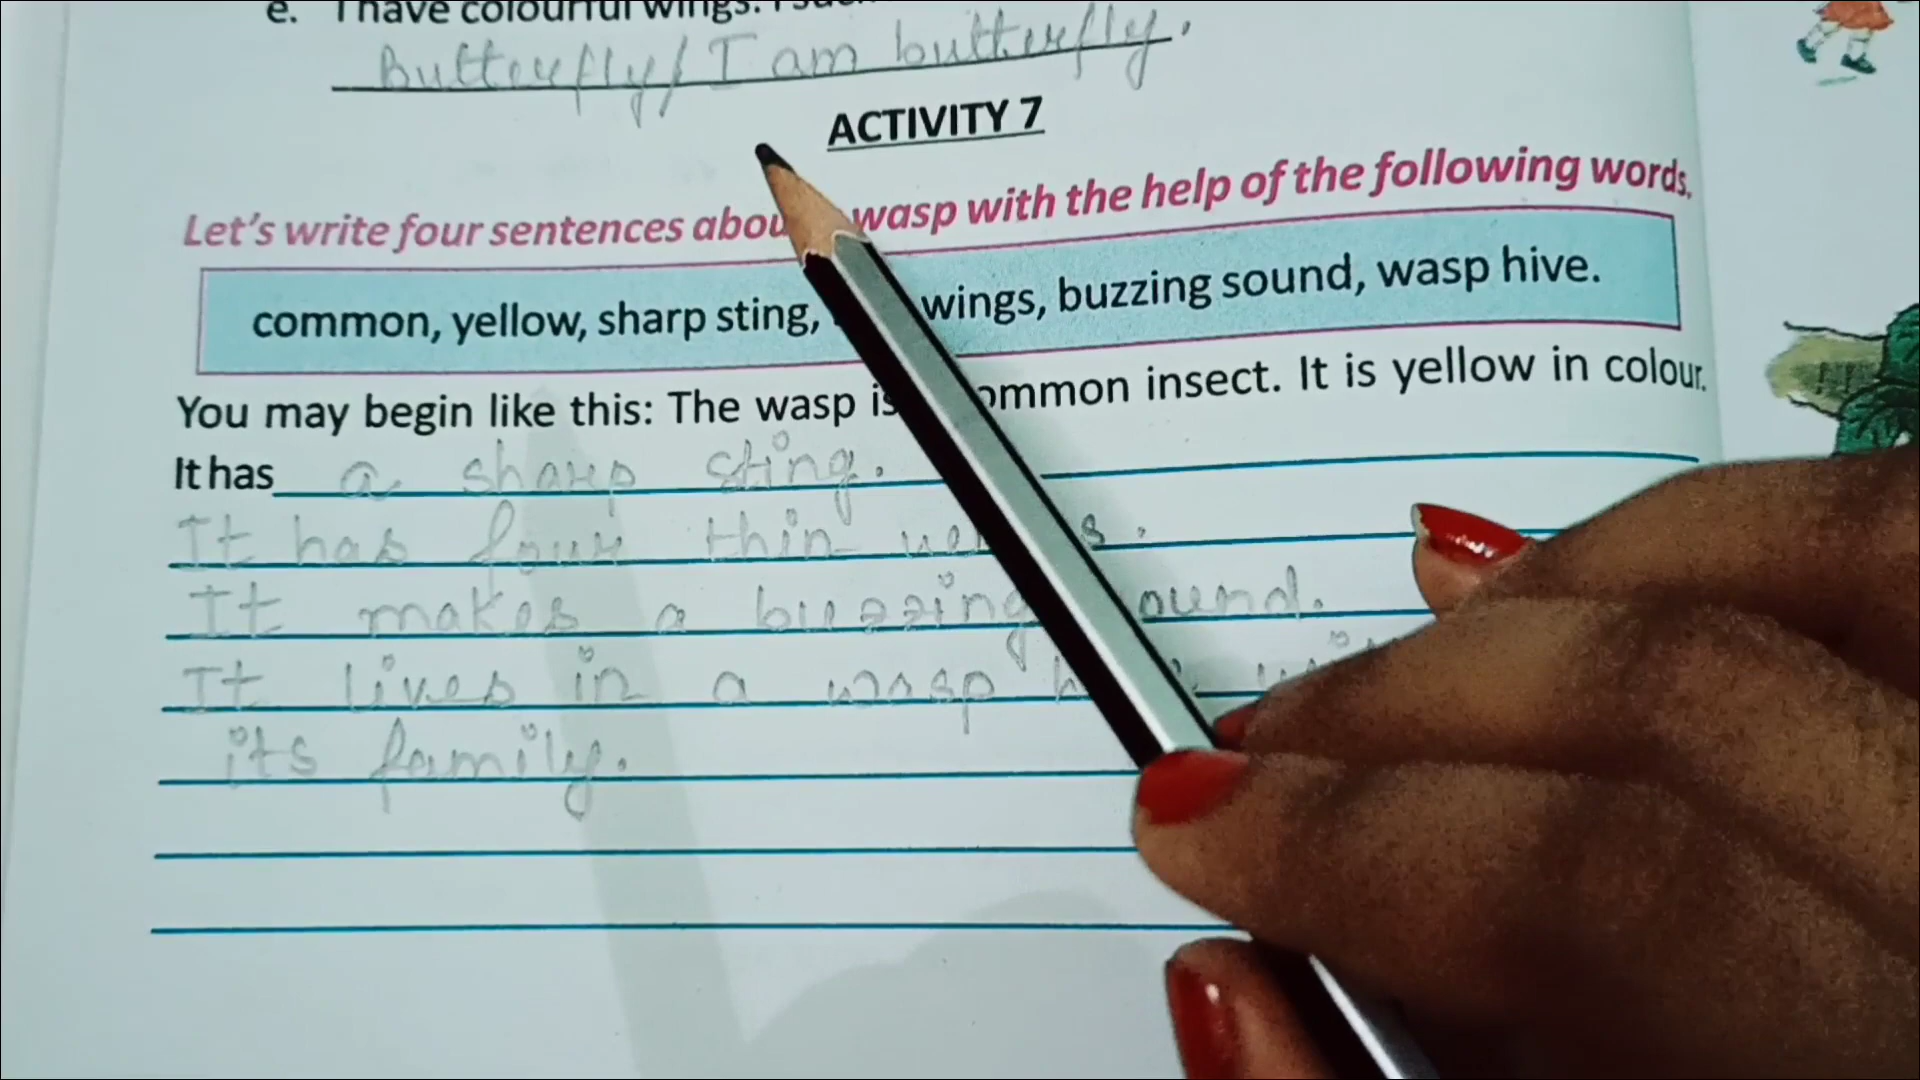 e. I have colourful wings. I
Butterfly/I am butterfly.
ACTIVITY 7
Let's write four sentences wasp with the help of the following words.
common, yellow, sharp sting, wings, buzzing sound, wasp hive.
You may begin like this: The wasp is common insect. It is yellow in colour.
It has a sharp sting.
It has four thin
It makes a buzzing sound.
It lives in a wasp
its family.